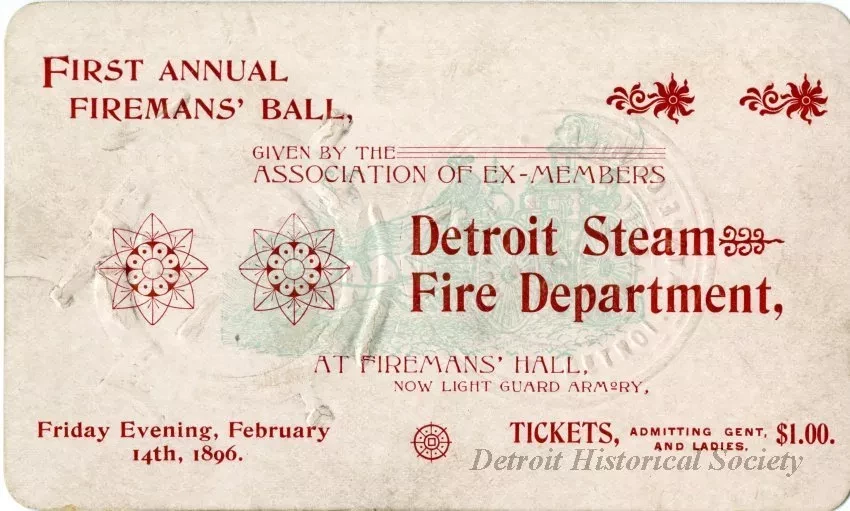 FIRST ANNUAL
FIREMANS' BALL,
GIVEN BY THE
ASSOCIATION OF EX-MEMBERS
Detroit Steam
Fire Department,
AT FIREMANS' HALL,
NOW LIGHT GUARD ARMORY,
Friday Evening, February
14th, 1896.
TICKETS, ADMITTING GENT. AND LADIES. $1.00.
Detroit Historical Society